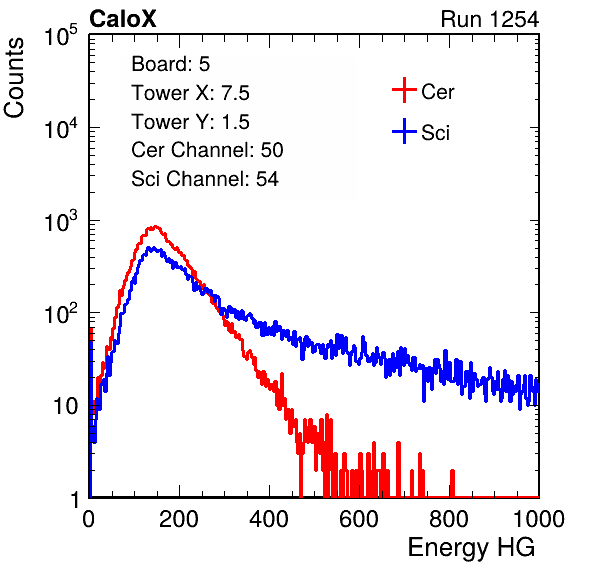 CaloX Run 1254
Counts
Board: 5
Tower X: 7.5
Tower Y: 1.5
Cer Channel: 50
Sci Channel: 54
Cer
Sci
10^5
10^4
10^3
10^2
10
1
0 200 400 600 800 1000
Energy HG